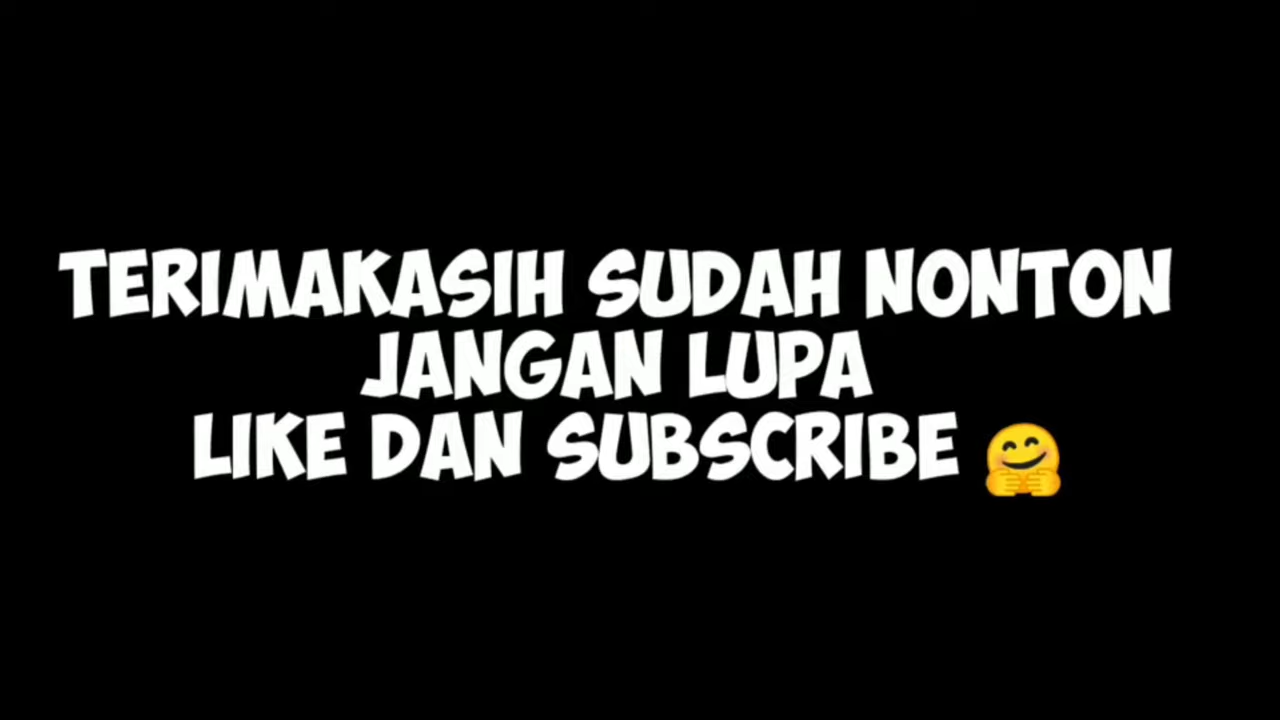 TERIMAKASIH SUDAH NONTON
JANGAN LUPA
LIKE DAN SUBSCRIBE 🤗